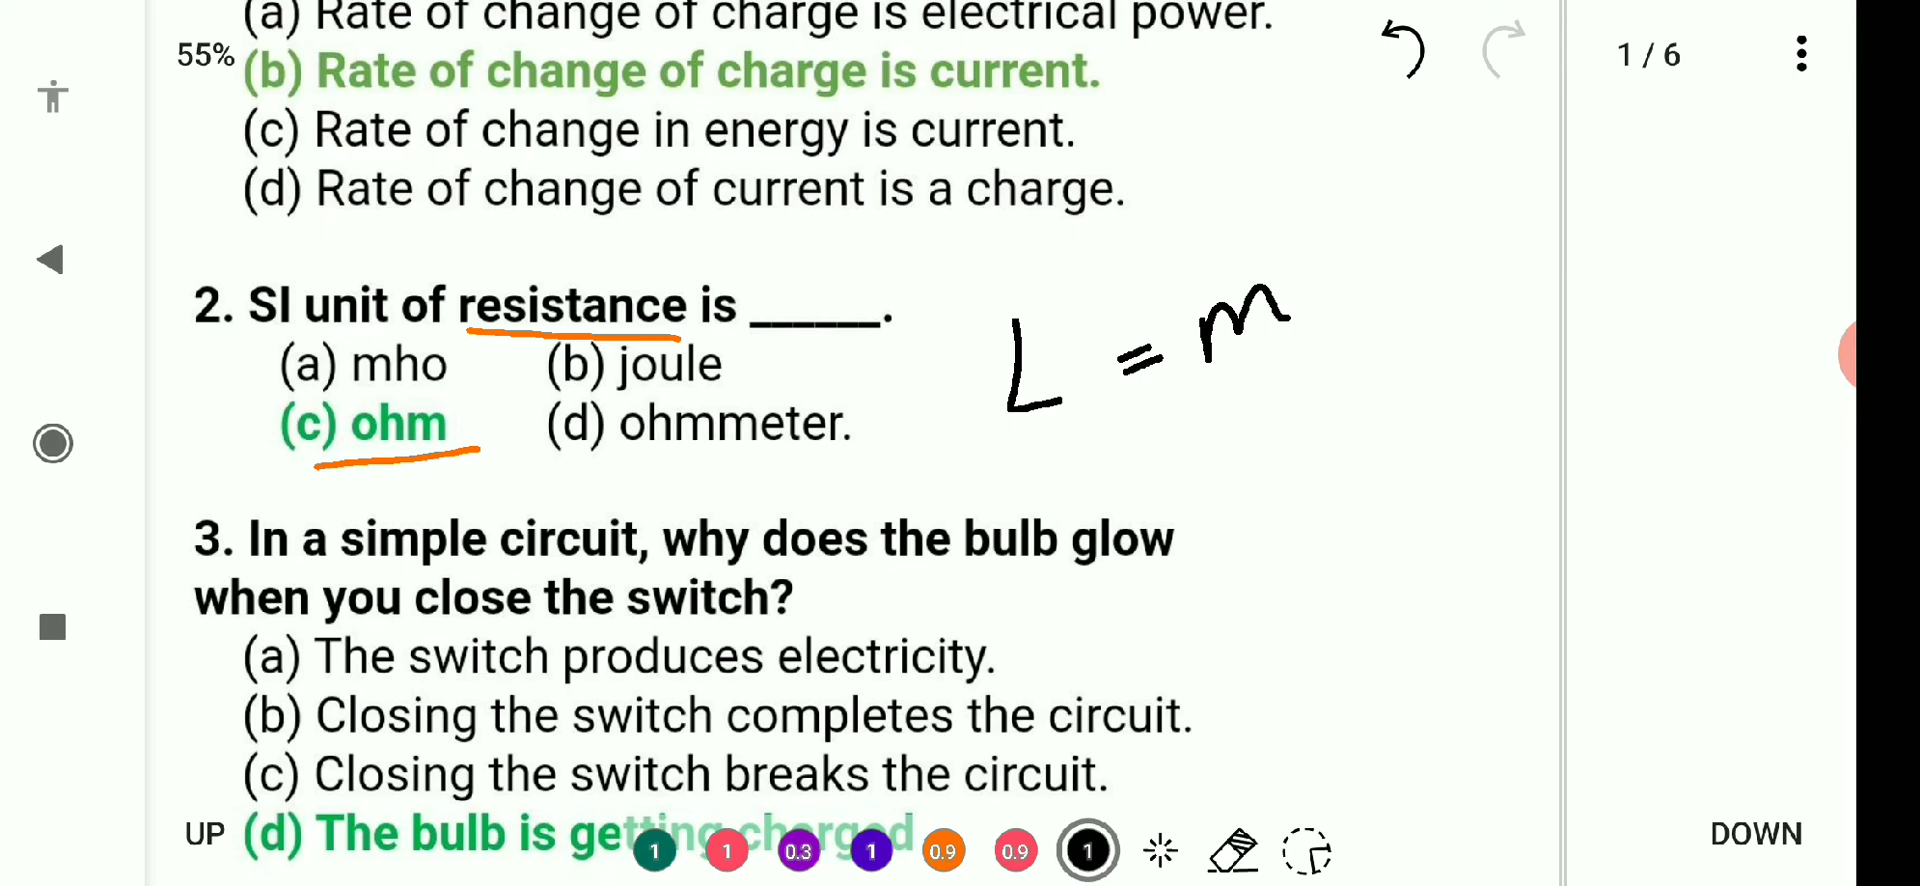 (a) Rate of change of charge is electrical power.
55%
(b) Rate of change of charge is current.
1 / 6
(c) Rate of change in energy is current.
(d) Rate of change of current is a charge.
2. SI unit of resistance is ______.
L = m
(a) mho (b) joule
(c) ohm (d) ohmmeter.
3. In a simple circuit, why does the bulb glow
when you close the switch?
(a) The switch produces electricity.
(b) Closing the switch completes the circuit.
(c) Closing the switch breaks the circuit.
UP
(d) The bulb is getting charged
DOWN
1 1 0.3 1 0.9 0.9 1